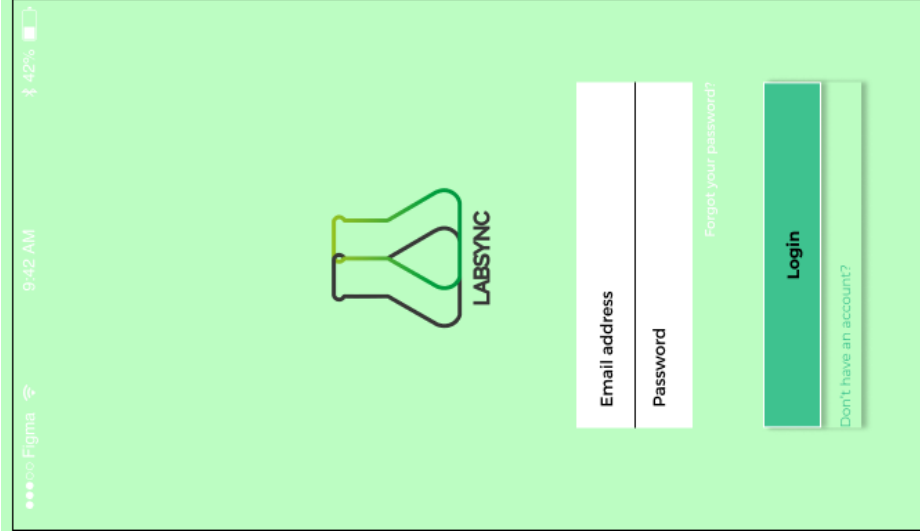 Figma 9:42 AM 42%
LABSYNC
Email address
Password
Forgot your password?
Login
Don't have an account?